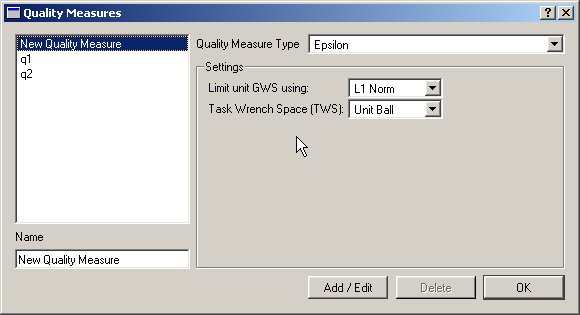 Quality Measures
New Quality Measure
q1
q2
Quality Measure Type
Epsilon
Settings
Limit unit GWS using:
L1 Norm
Task Wrench Space (TWS):
Unit Ball
Name
New Quality Measure
Add / Edit
Delete
OK